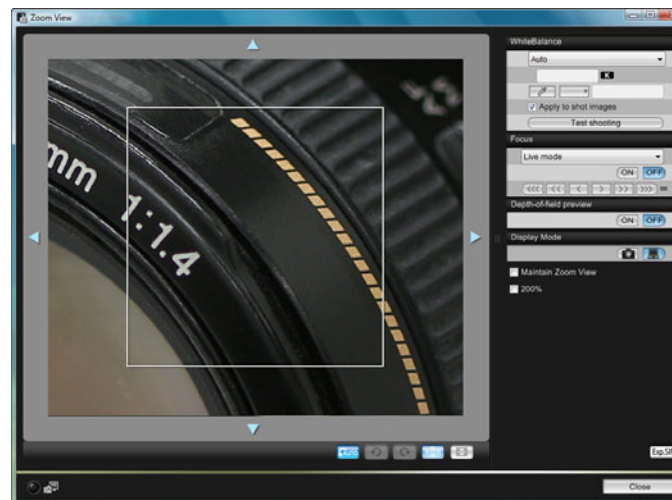 Zoom View
WhiteBalance
Auto
K
Apply to shot images
Test shooting
Focus
Live mode
ON OFF
<<< << < > >> >>> ∞
Depth-of-field preview
ON OFF
Display Mode
Maintain Zoom View
200%
mm 1:1.4
AUTO
Close